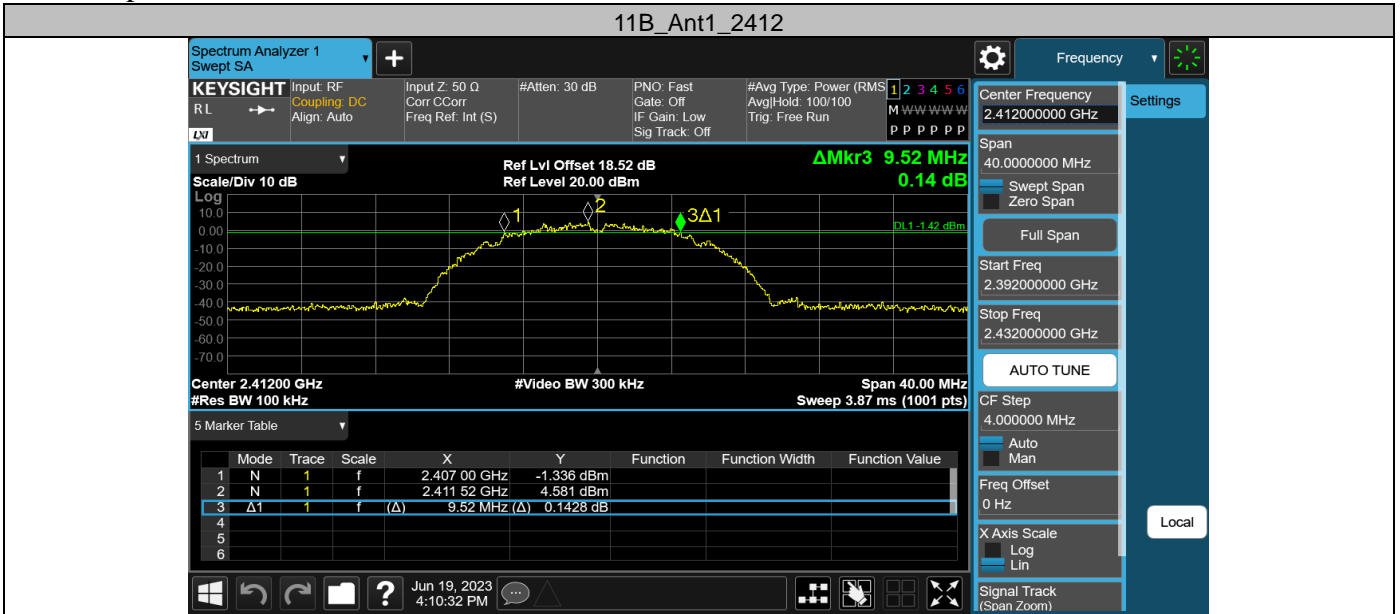 11B_Ant1_2412
Spectrum Analyzer 1
Swept SA
+
Frequency
KEYSIGHT
RL
LXI
Input: RF
Coupling: DC
Align: Auto
Input Z: 50 Ω
Corr CCorr
Freq Ref: Int (S)
#Atten: 30 dB
PNO: Fast
Gate: Off
IF Gain: Low
Sig Track: Off
#Avg Type: Power (RMS
Avg|Hold: 100/100
Trig: Free Run
1 2 3 4 5 6
M W W W W W
P P P P P P
1 Spectrum
Scale/Div 10 dB
Ref Lvl Offset 18.52 dB
Ref Level 20.00 dBm
ΔMkr3 9.52 MHz
0.14 dB
Log
10.0
0.00
-10.0
-20.0
-30.0
-40.0
-50.0
-60.0
-70.0
1
2
3Δ1
DL1 -1.42 dBm
Center 2.41200 GHz
#Res BW 100 kHz
#Video BW 300 kHz
Span 40.00 MHz
Sweep 3.87 ms (1001 pts)
5 Marker Table
Mode Trace Scale X Y Function Function Width Function Value
1 N 1 f 2.407 00 GHz -1.336 dBm
2 N 1 f 2.411 52 GHz 4.581 dBm
3 Δ1 1 f (Δ) 9.52 MHz (Δ) 0.1428 dB
4
5
6
?
Jun 19, 2023
4:10:32 PM
Center Frequency
2.412000000 GHz
Settings
Span
40.0000000 MHz
Swept Span
Zero Span
Full Span
Start Freq
2.392000000 GHz
Stop Freq
2.432000000 GHz
AUTO TUNE
CF Step
4.000000 MHz
Auto
Man
Freq Offset
0 Hz
X Axis Scale
Log
Lin
Local
Signal Track
(Span Zoom)